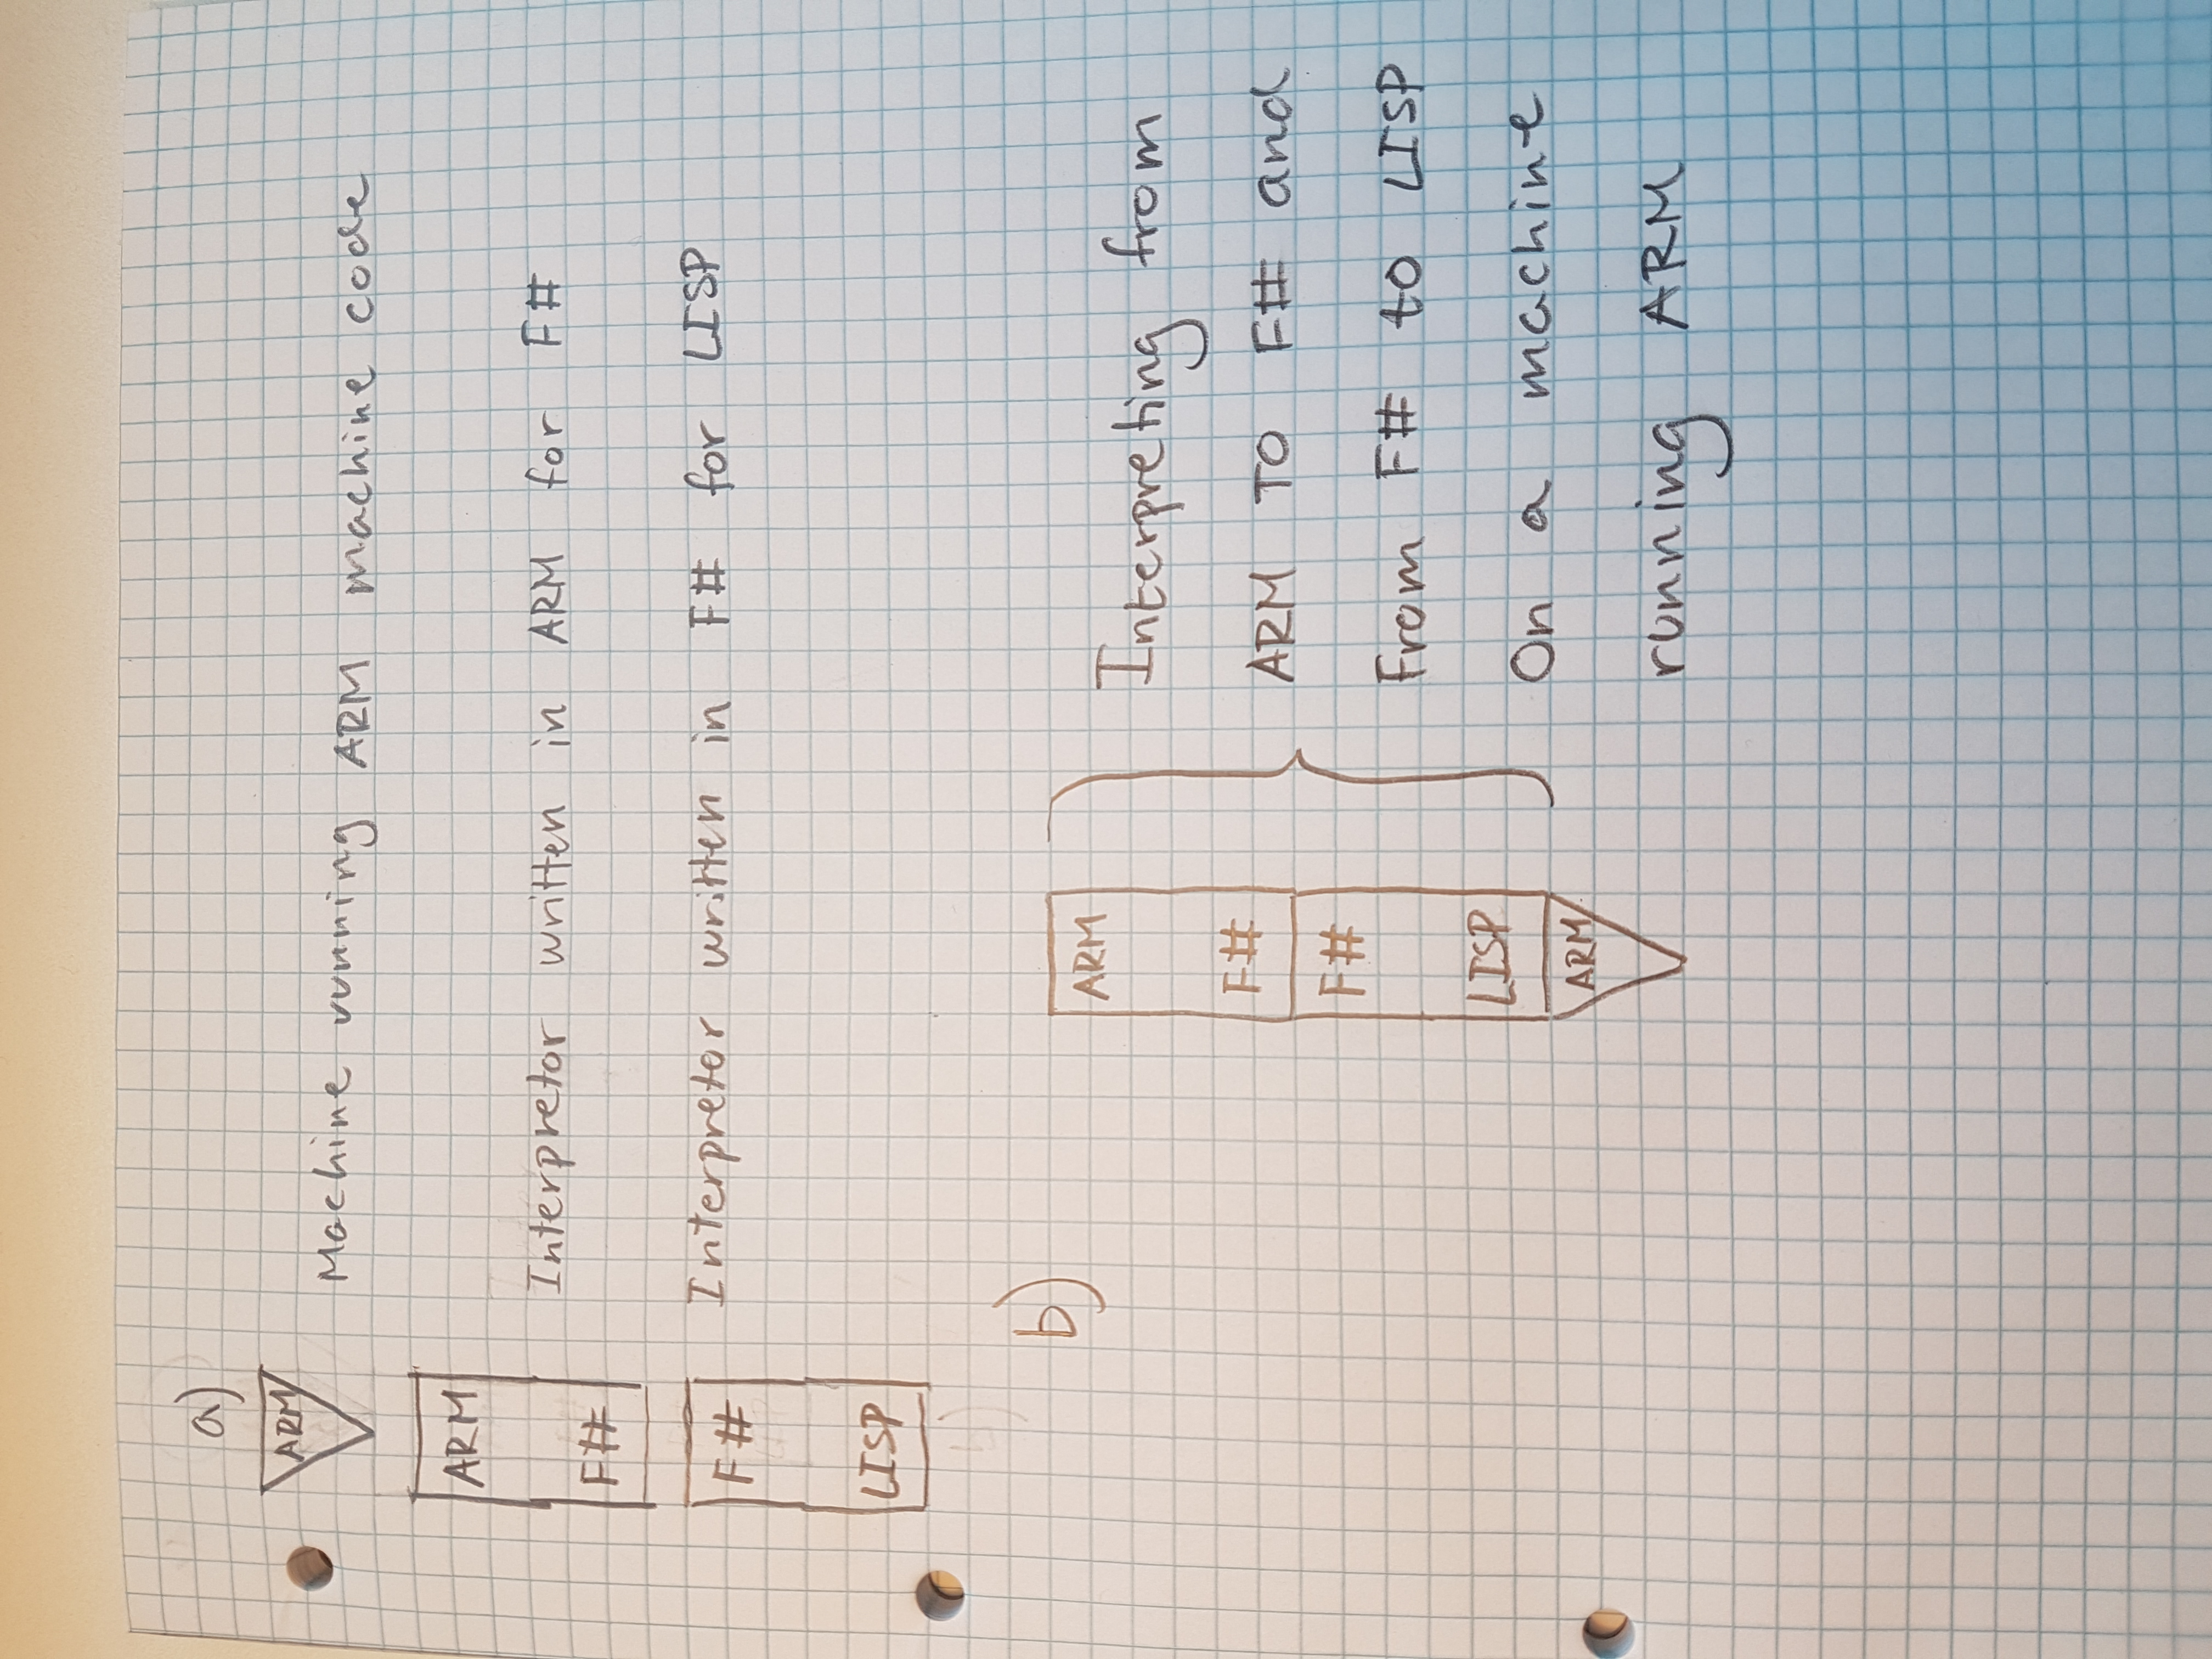 a)
ARM
Machine running ARM machine code
ARM
Interpretor written in ARM for F#
F#
F#
Interpretor written in F# for LISP
LISP
b)
ARM
Interpreting from
F#
ARM TO F# and
F#
From F# to LISP
LISP
On a machine
ARM
running ARM